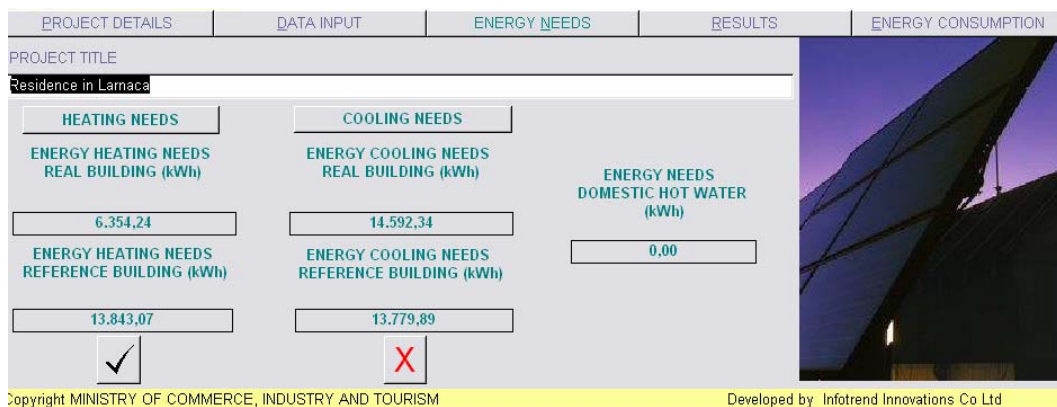 PROJECT DETAILS
DATA INPUT
ENERGY NEEDS
RESULTS
ENERGY CONSUMPTION
PROJECT TITLE
Residence in Larnaca
HEATING NEEDS
COOLING NEEDS
ENERGY HEATING NEEDS
REAL BUILDING (kWh)
ENERGY COOLING NEEDS
REAL BUILDING (kWh)
ENERGY NEEDS
DOMESTIC HOT WATER
(kWh)
6.354,24
14.592,34
0,00
ENERGY HEATING NEEDS
REFERENCE BUILDING (kWh)
ENERGY COOLING NEEDS
REFERENCE BUILDING (kWh)
13.843,07
13.779,89
X
Copyright MINISTRY OF COMMERCE, INDUSTRY AND TOURISM
Developed by Infotrend Innovations Co Ltd